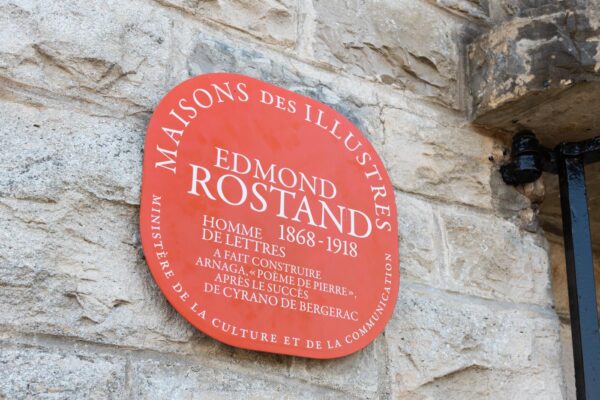 MAISONS DES ILLUSTRES
EDMOND
ROSTAND
HOMME 1868-1918
DE LETTRES
A FAIT CONSTRUIRE
ARNAGA, «POÈME DE PIERRE»,
APRÈS LE SUCCÈS
DE CYRANO DE BERGERAC
MINISTÈRE DE LA CULTURE ET DE LA COMMUNICATION